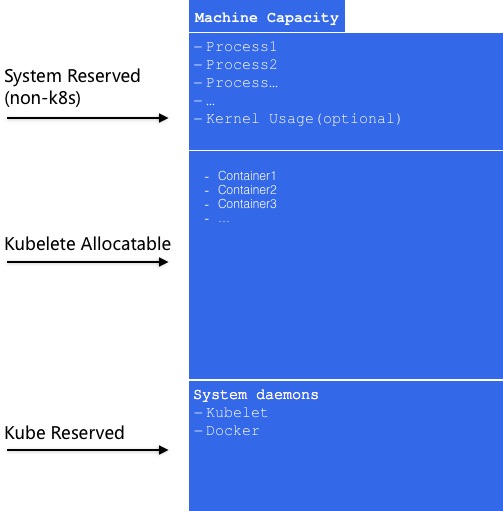 Machine Capacity
System Reserved
(non-k8s)
– Process1
– Process2
– Process…
– …
– Kernel Usage(optional)
Kubelete Allocatable
- Container1
- Container2
- Container3
- …
Kube Reserved
System daemons
– Kubelet
– Docker